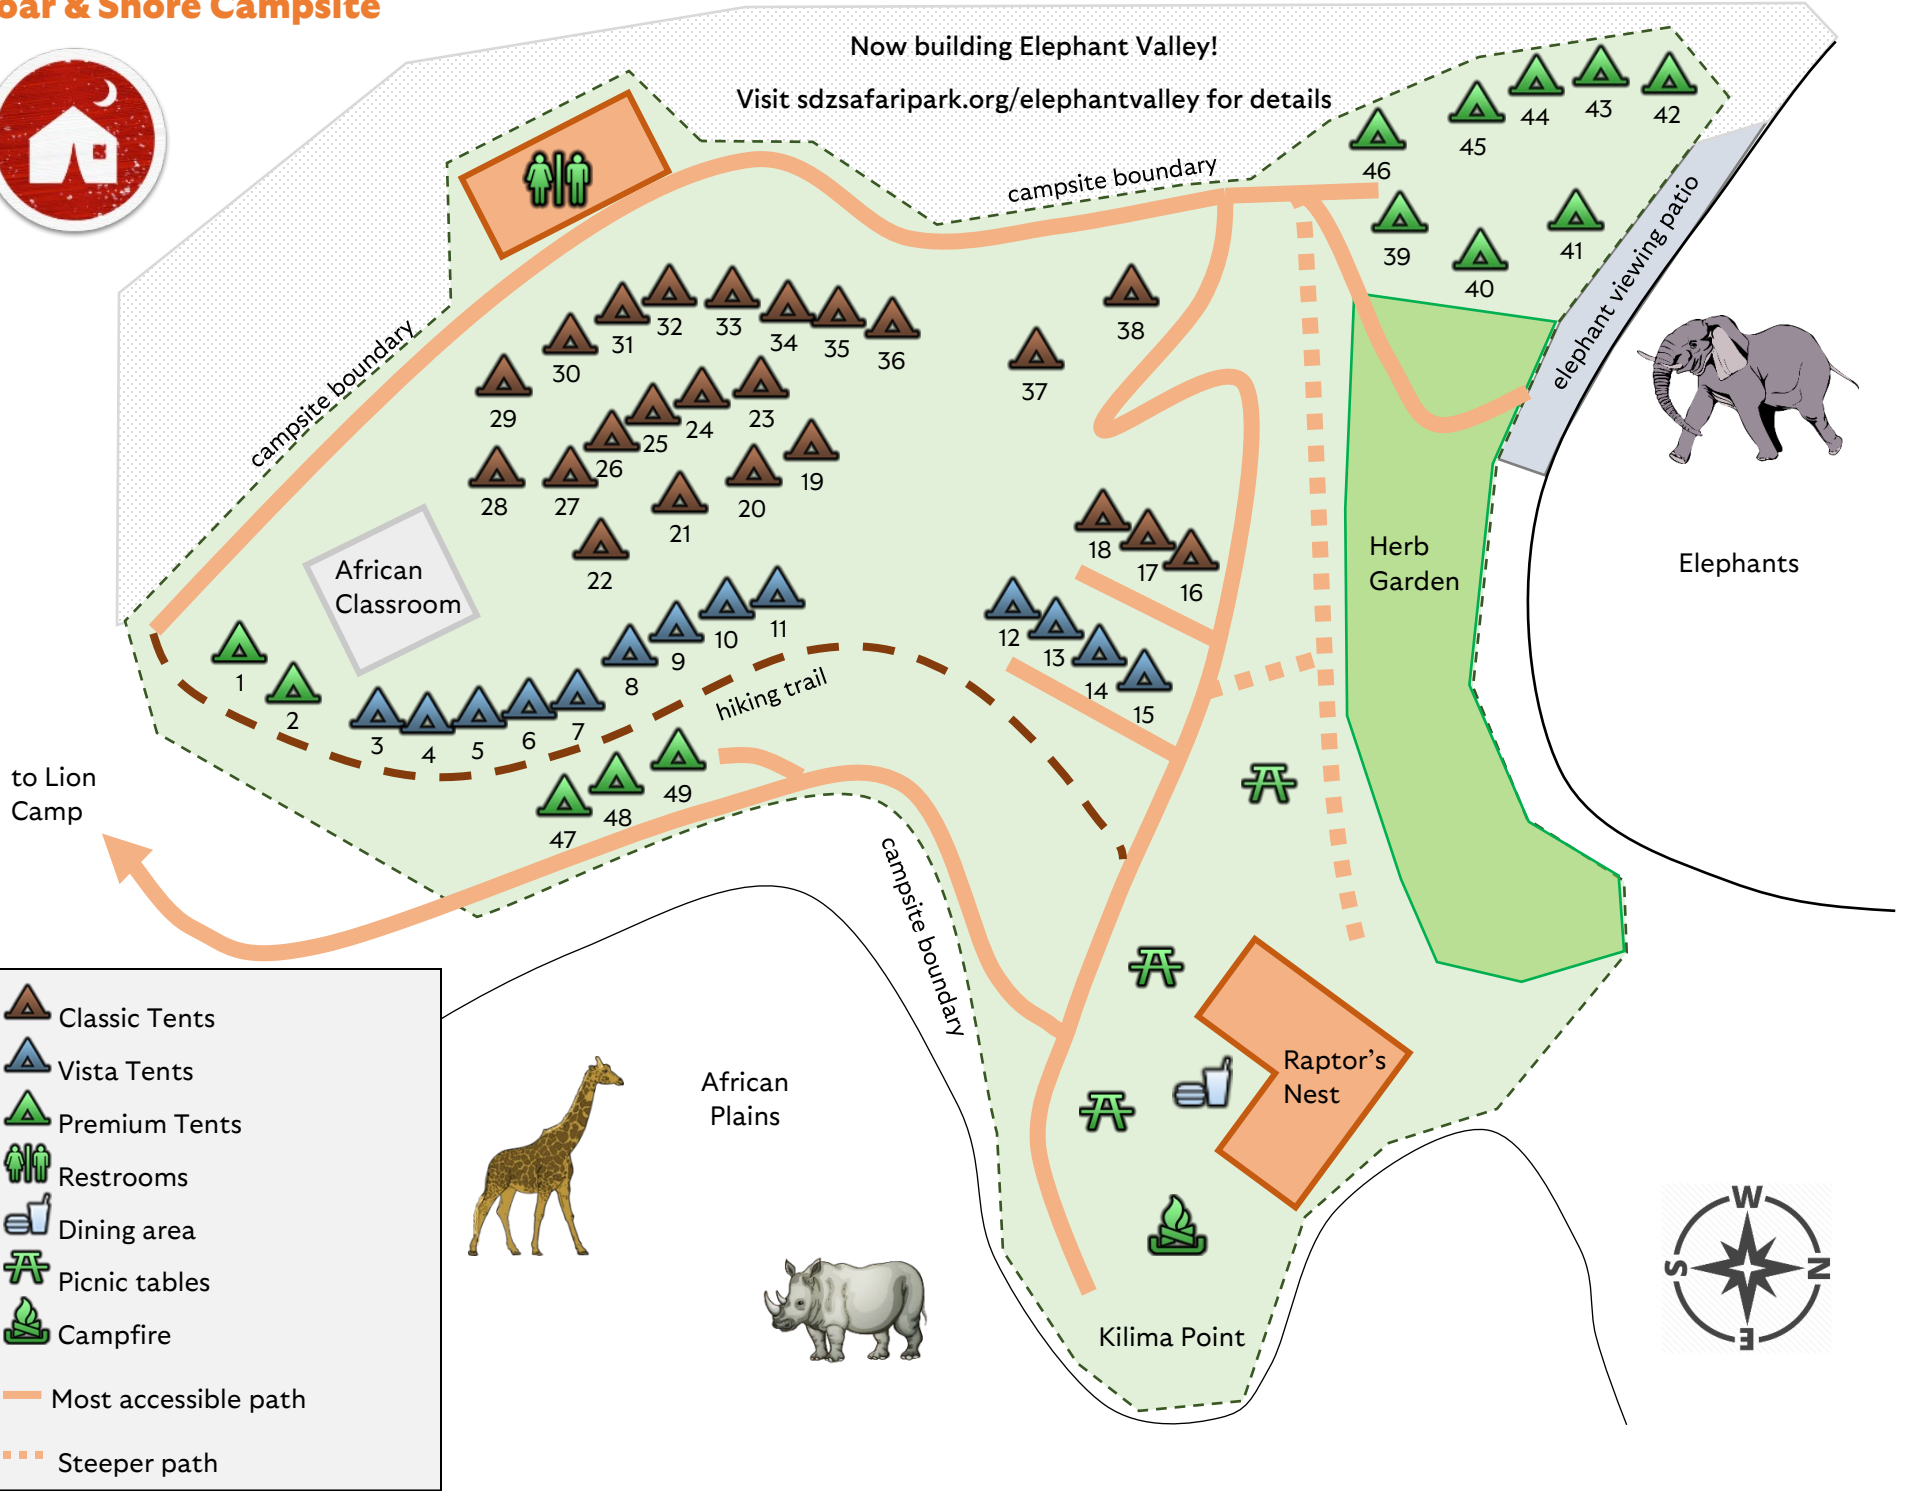 oar & Snore Campsite
Now building Elephant Valley!
Visit sdzsafaripark.org/elephantvalley for details
campsite boundary
44
43
42
45
46
39
40
41
elephant viewing patio
campsite boundary
31
32
33
34
35
36
38
37
30
29
25
24
23
26
28
27
20
19
21
22
18
17
16
African
Classroom
Herb
Garden
Elephants
1
2
3
4
5
6
7
8
9
10
11
12
13
14
15
hiking trail
47
48
49
to Lion
Camp
campsite boundary
Classic Tents
Vista Tents
Premium Tents
Restrooms
Dining area
Picnic tables
Campfire
Most accessible path
Steeper path
African
Plains
Raptor's
Nest
Kilima Point
W
S
N
E